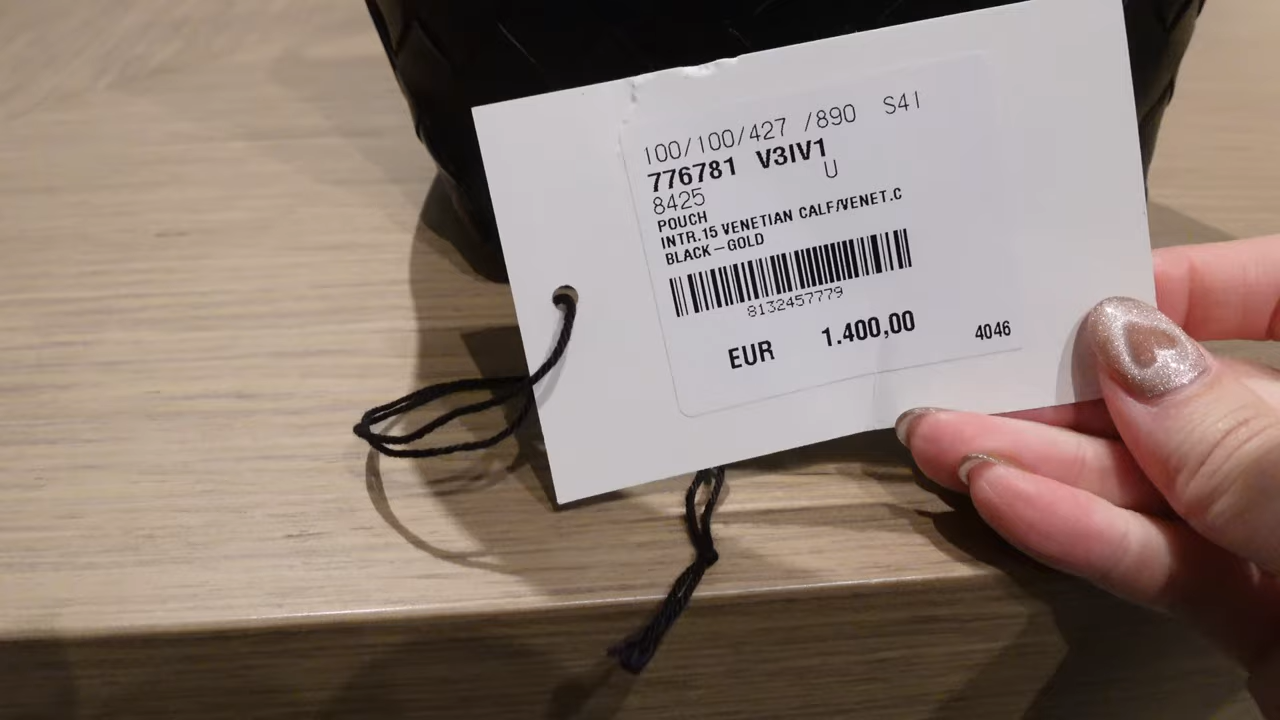 100/100/427 /890 S41
776781 V3IV1
8425 U
POUCH
INTR.15 VENETIAN CALF/VENET.C
BLACK-GOLD
8132457779
EUR 1.400,00 4046